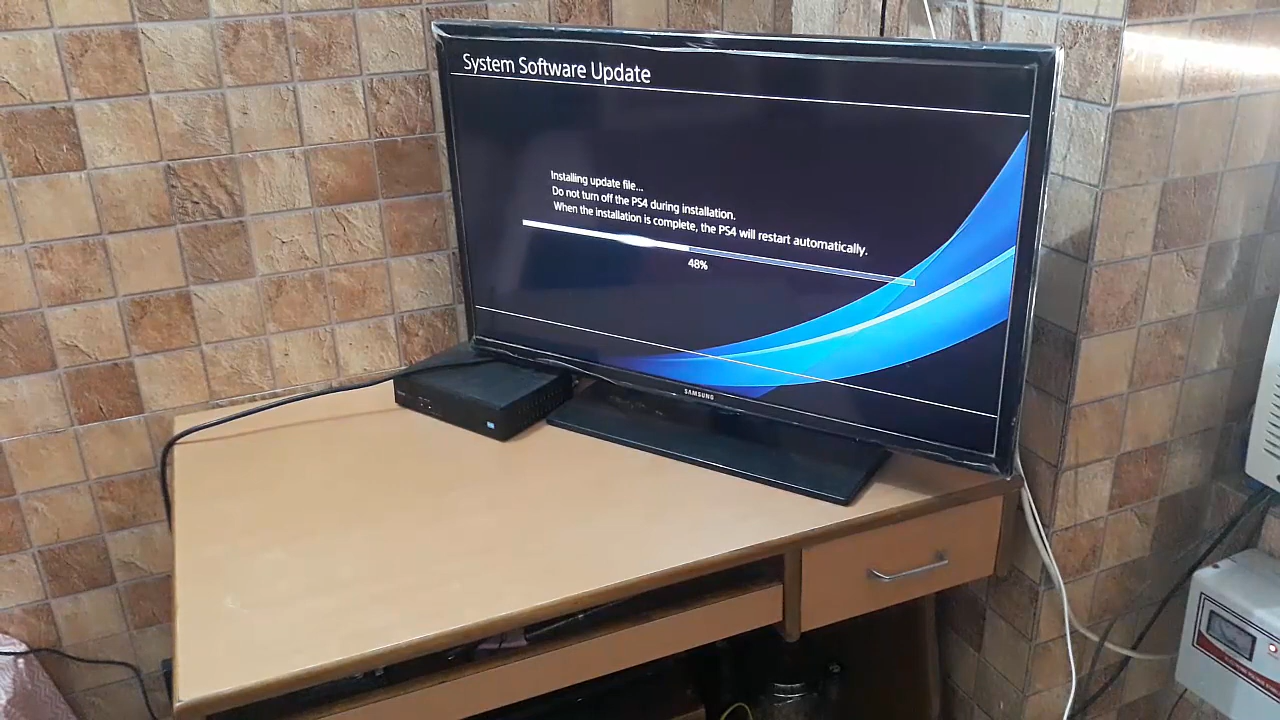 System Software Update
Installing update file...
Do not turn off the PS4 during installation.
When the installation is complete, the PS4 will restart automatically.
48%
SAMSUNG